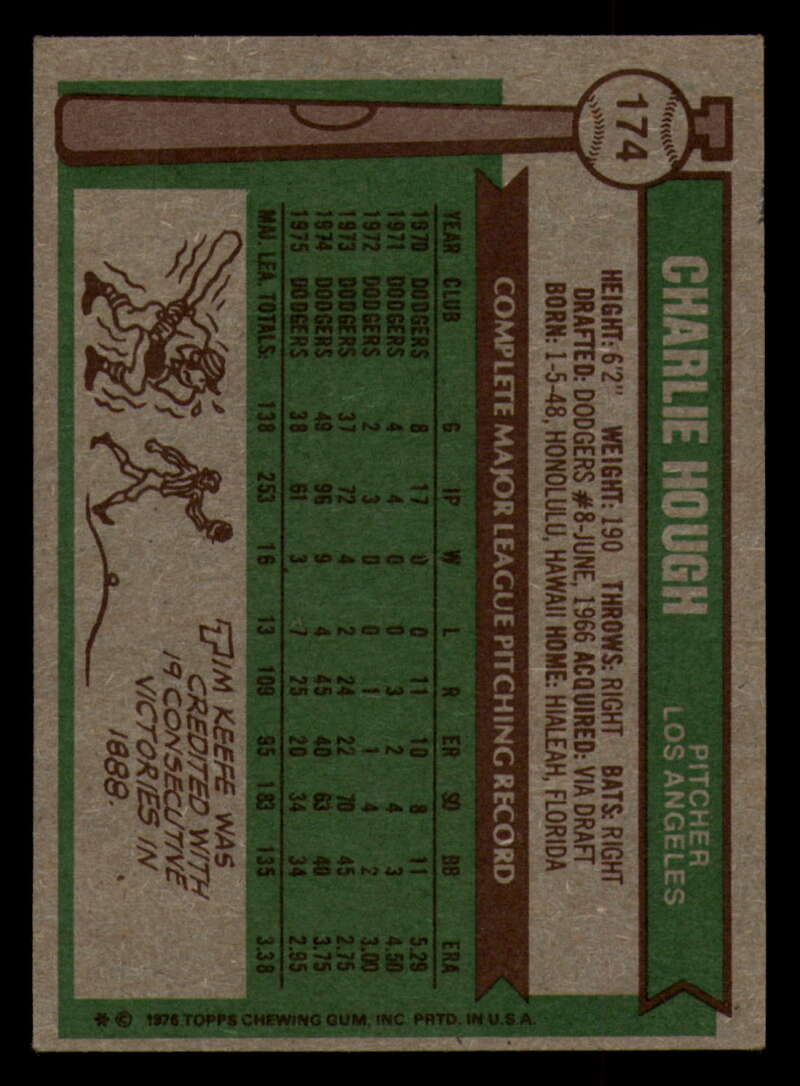 174
CHARLIE HOUGH
PITCHER
LOS ANGELES
HEIGHT: 6'2" WEIGHT: 190 THROWS: RIGHT BATS: RIGHT
DRAFTED: DODGERS #8-JUNE, 1966 ACQUIRED: VIA DRAFT
BORN: 1-5-48, HONOLULU, HAWAII HOME: HIALEAH, FLORIDA
COMPLETE MAJOR LEAGUE PITCHING RECORD
YEAR CLUB G IP W L R ER SO BB ERA
1970 DODGERS 8 17 0 0 11 10 8 11 5.29
1971 DODGERS 4 4 0 0 3 2 4 3 4.50
1972 DODGERS 2 3 0 0 1 1 4 2 3.00
1973 DODGERS 37 72 4 2 24 22 70 45 2.75
1974 DODGERS 49 96 9 4 45 40 63 40 3.75
1975 DODGERS 38 61 3 7 25 20 34 34 2.95
MAJ. LEA. TOTALS: 138 253 16 13 109 95 183 135 3.38
JIM KEEFE WAS
CREDITED WITH
19 CONSECUTIVE
VICTORIES IN
1888.
* © 1976 TOPPS CHEWING GUM, INC. PRTD. IN U.S.A.